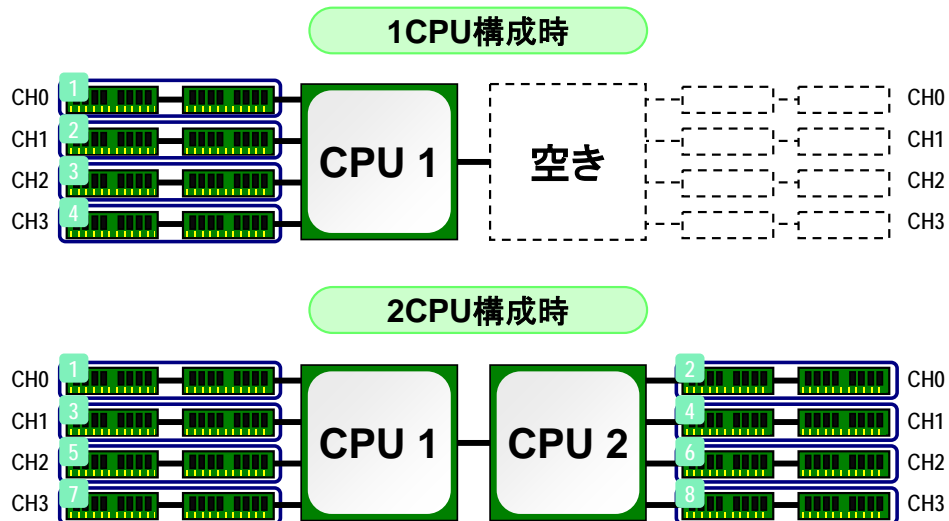 1CPU構成時
CH0 1 CH0
CH1 2 CH1
CH2 3 CPU 1 空き CH2
CH3 4 CH3
2CPU構成時
CH0 1 2 CH0
CH1 3 4 CH1
CH2 5 CPU 1 CPU 2 6 CH2
CH3 7 8 CH3